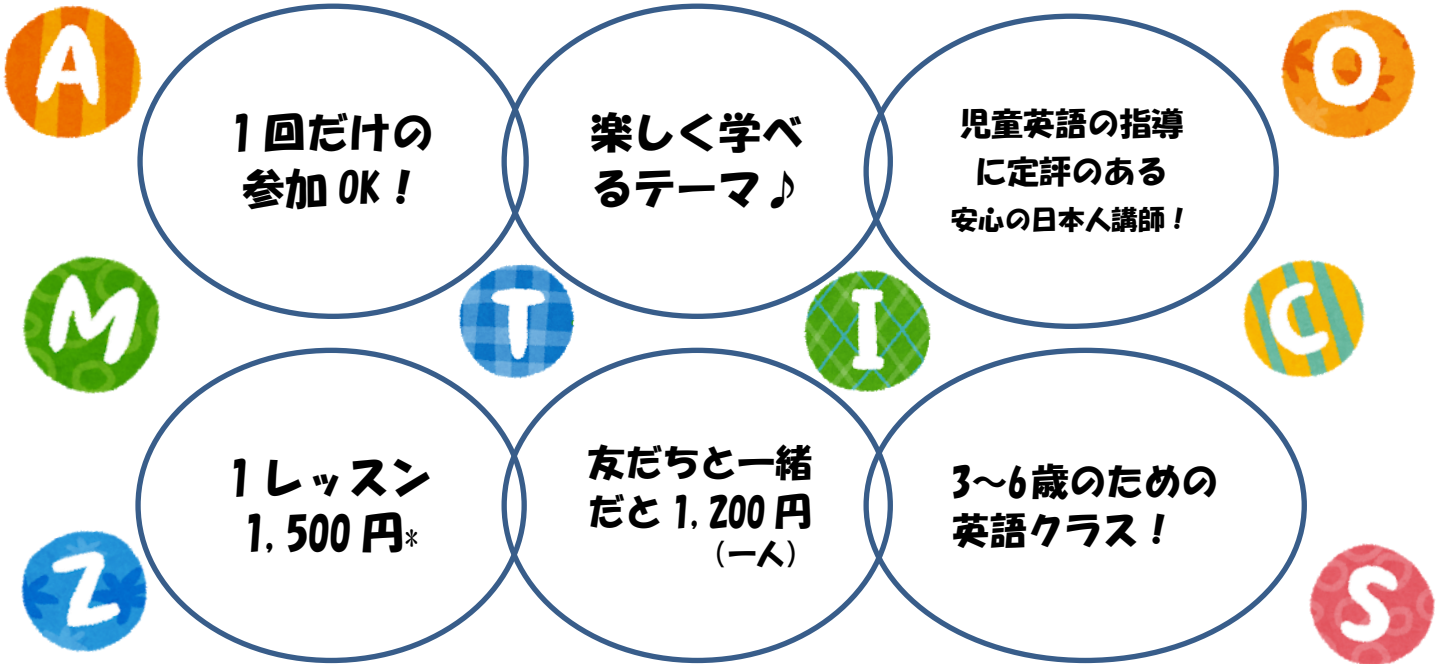 A
O
1回だけの
参加OK！
楽しく学べ
るテーマ♪
児童英語の指導
に定評のある
安心の日本人講師！
M
T
I
C
1レッスン
1,500円*
友だちと一緒
だと1,200円
（一人）
3～6歳のための
英語クラス！
Z
S